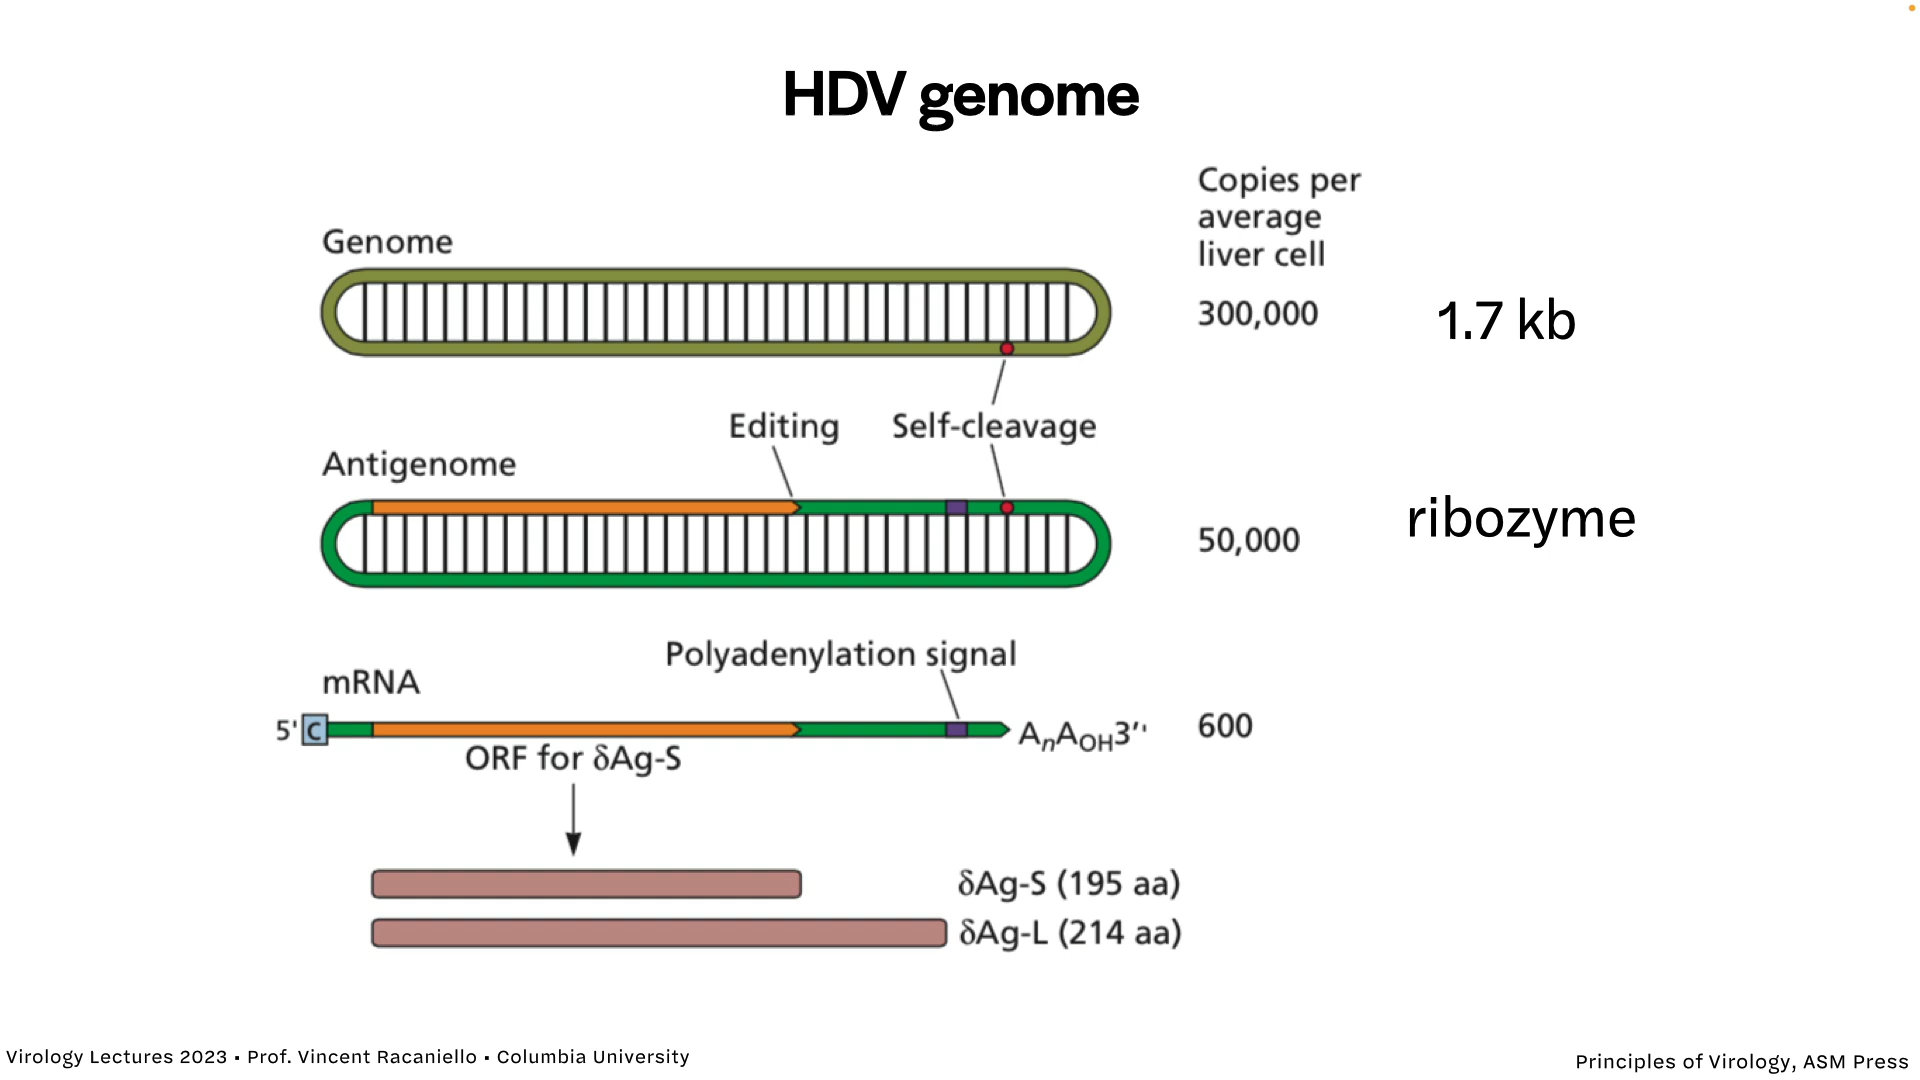 HDV genome
Copies per
average
liver cell
Genome
300,000
1.7 kb
Editing
Self-cleavage
Antigenome
50,000
ribozyme
Polyadenylation signal
mRNA
5' C
AnAOH3''
600
ORF for δAg-S
δAg-S (195 aa)
δAg-L (214 aa)
Virology Lectures 2023 • Prof. Vincent Racaniello • Columbia University
Principles of Virology, ASM Press